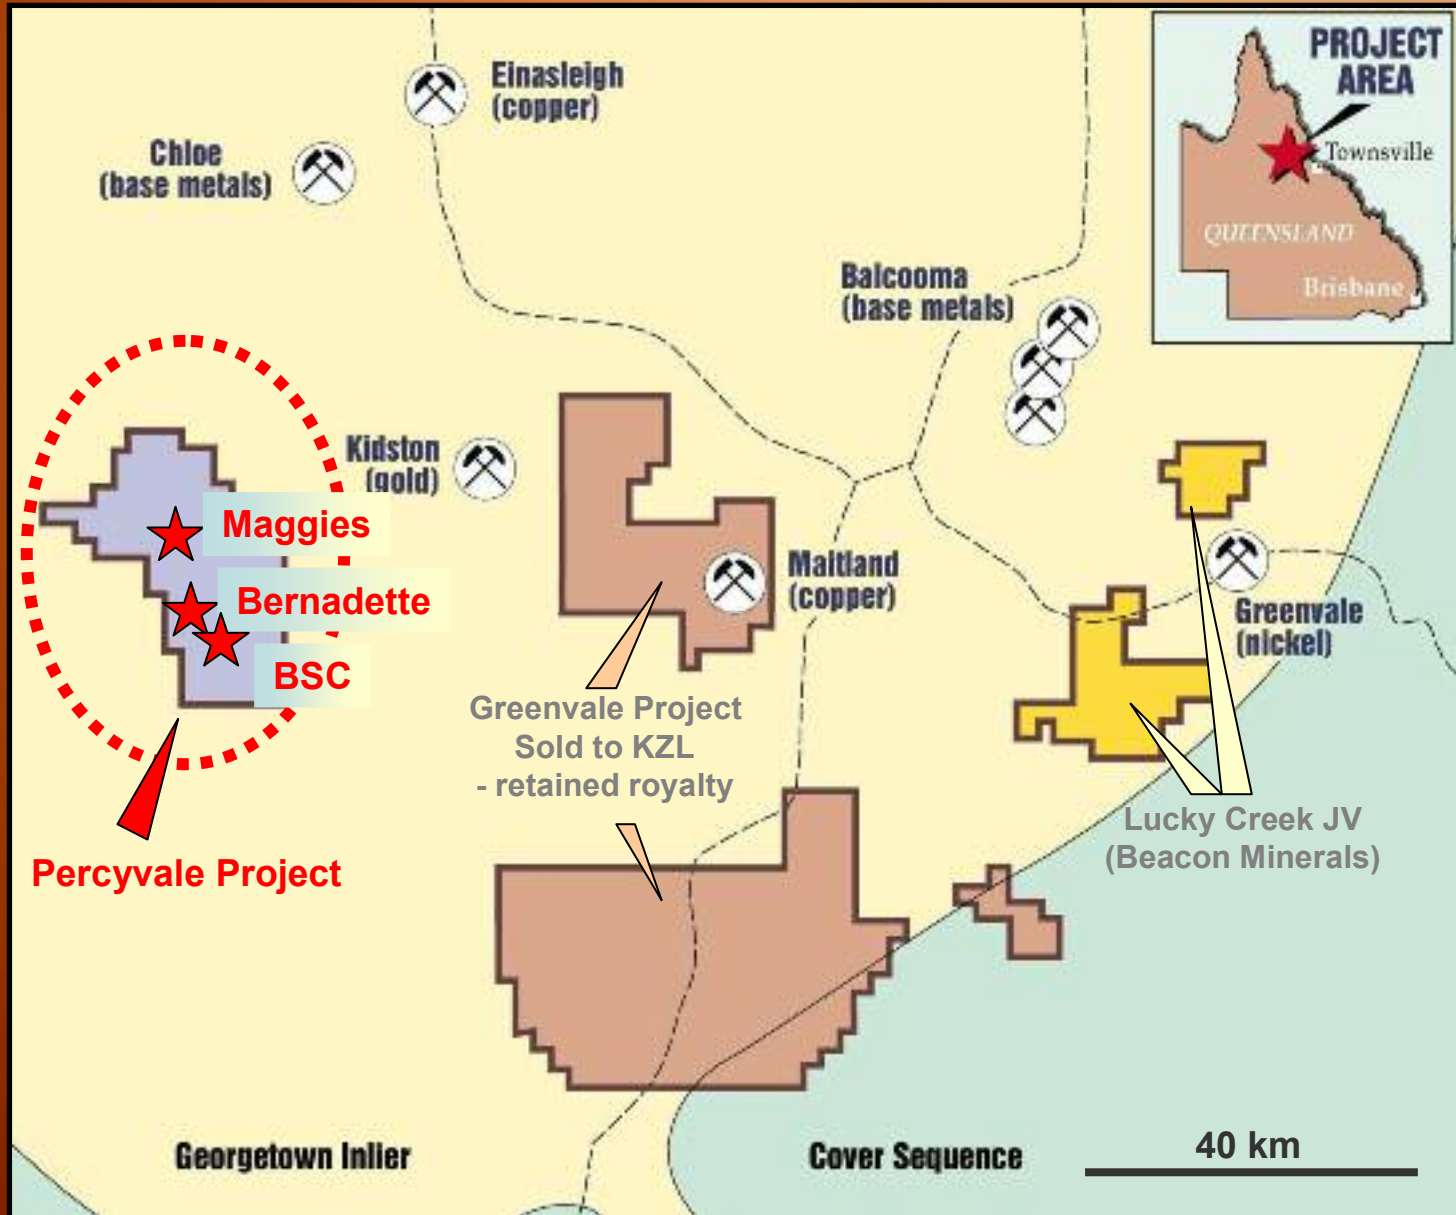 Einasleigh
(copper)
Chloe
(base metals)
PROJECT
AREA
Townsville
QUEENSLAND
Brisbane
Balcooma
(base metals)
Kidston
(gold)
Maggies
Bernadette
BSC
Maitland
(copper)
Greenvale
(nickel)
Greenvale Project
Sold to KZL
- retained royalty
Lucky Creek JV
(Beacon Minerals)
Percyvale Project
Georgetown Inlier
Cover Sequence
40 km